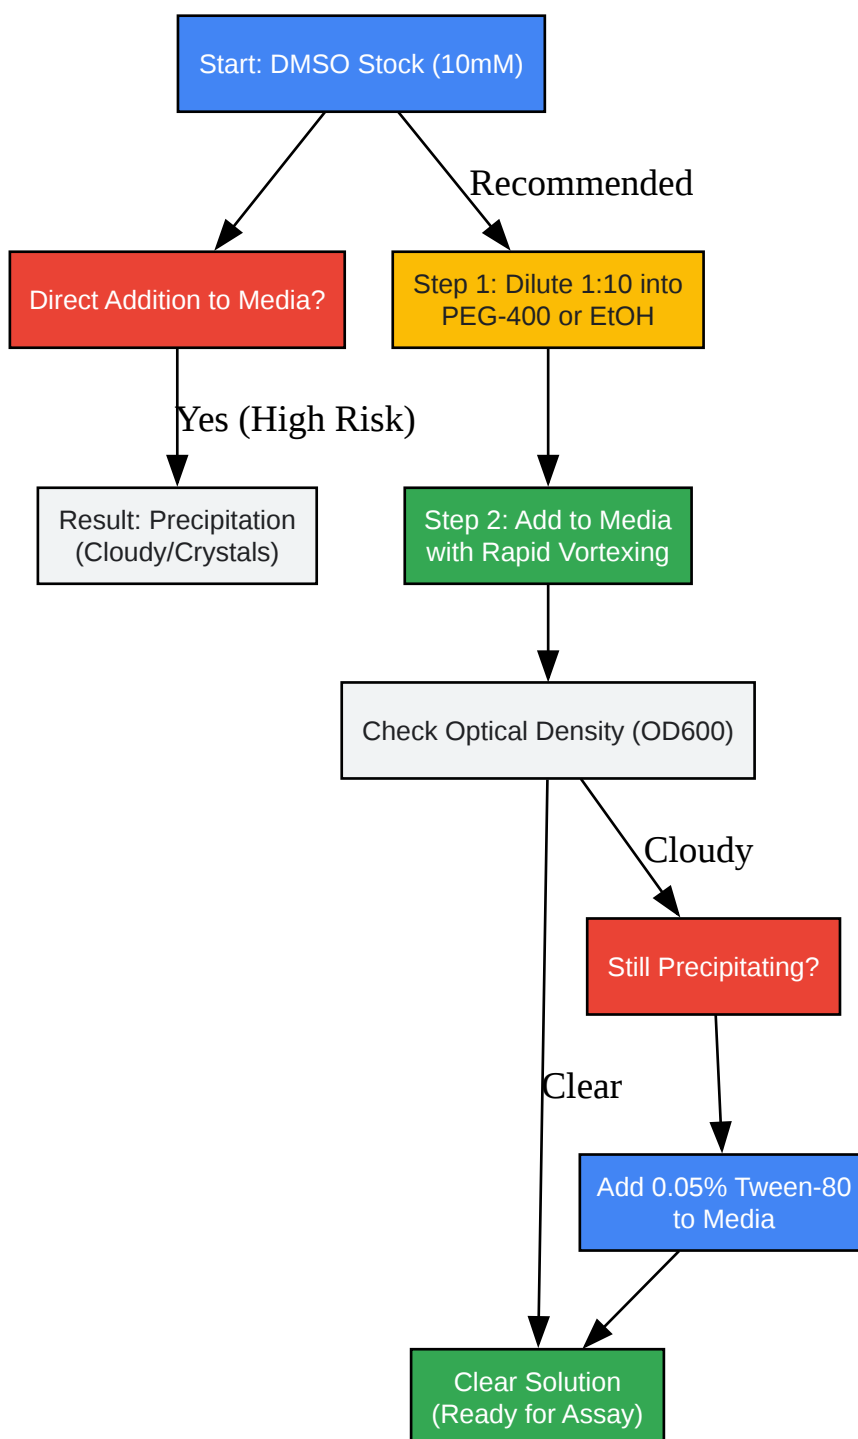 Start: DMSO Stock (10mM)
Recommended
Direct Addition to Media?
Step 1: Dilute 1:10 into
PEG-400 or EtOH
Yes (High Risk)
Result: Precipitation
(Cloudy/Crystals)
Step 2: Add to Media
with Rapid Vortexing
Check Optical Density (OD600)
Cloudy
Still Precipitating?
Clear
Add 0.05% Tween-80
to Media
Clear Solution
(Ready for Assay)